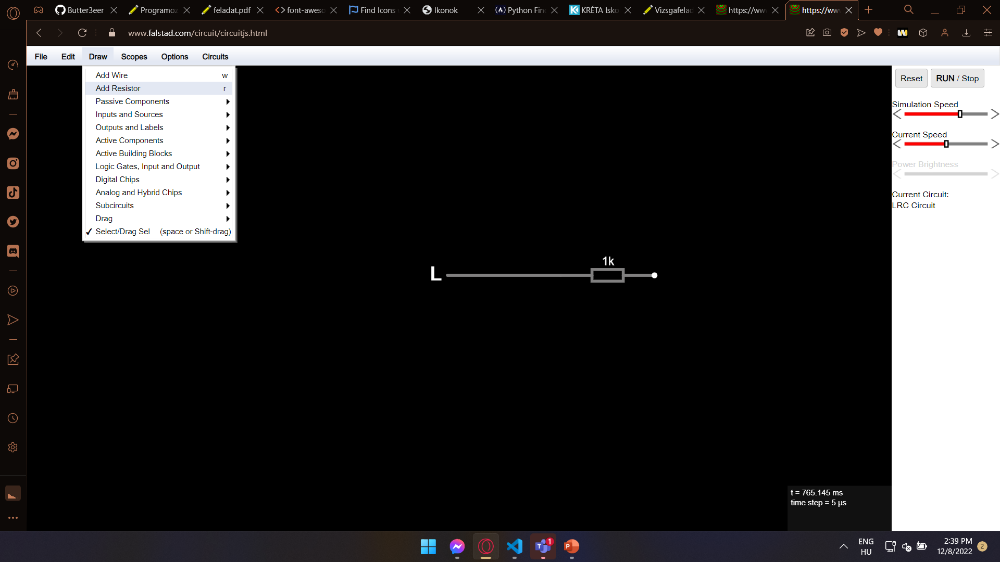 Butter3eer
Programoz
feladat.pdf
font-aweso
Find Icons
Ikonok
Python Fin
KRÉTA Isko
Vizsgafelad
https://ww
https://ww
www.falstad.com/circuit/circuitjs.html
File Edit Draw Scopes Options Circuits
Add Wire w
Add Resistor r
Passive Components
Inputs and Sources
Outputs and Labels
Active Components
Active Building Blocks
Logic Gates, Input and Output
Digital Chips
Analog and Hybrid Chips
Subcircuits
Drag
Select/Drag Sel (space or Shift-drag)
Reset RUN / Stop
Simulation Speed
Current Speed
Power Brightness
Current Circuit:
LRC Circuit
1k
L
t = 765.145 ms
time step = 5 µs
ENG
HU
2:39 PM
12/8/2022
2
1